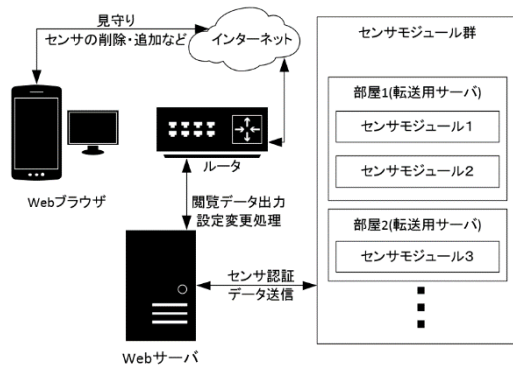 見守り
センサの削除・追加など
インターネット
Webブラウザ
ルータ
閲覧データ出力
設定変更処理
Webサーバ
センサ認証
データ送信
センサモジュール群
部屋1(転送用サーバ)
センサモジュール1
センサモジュール2
部屋2(転送用サーバ)
センサモジュール3